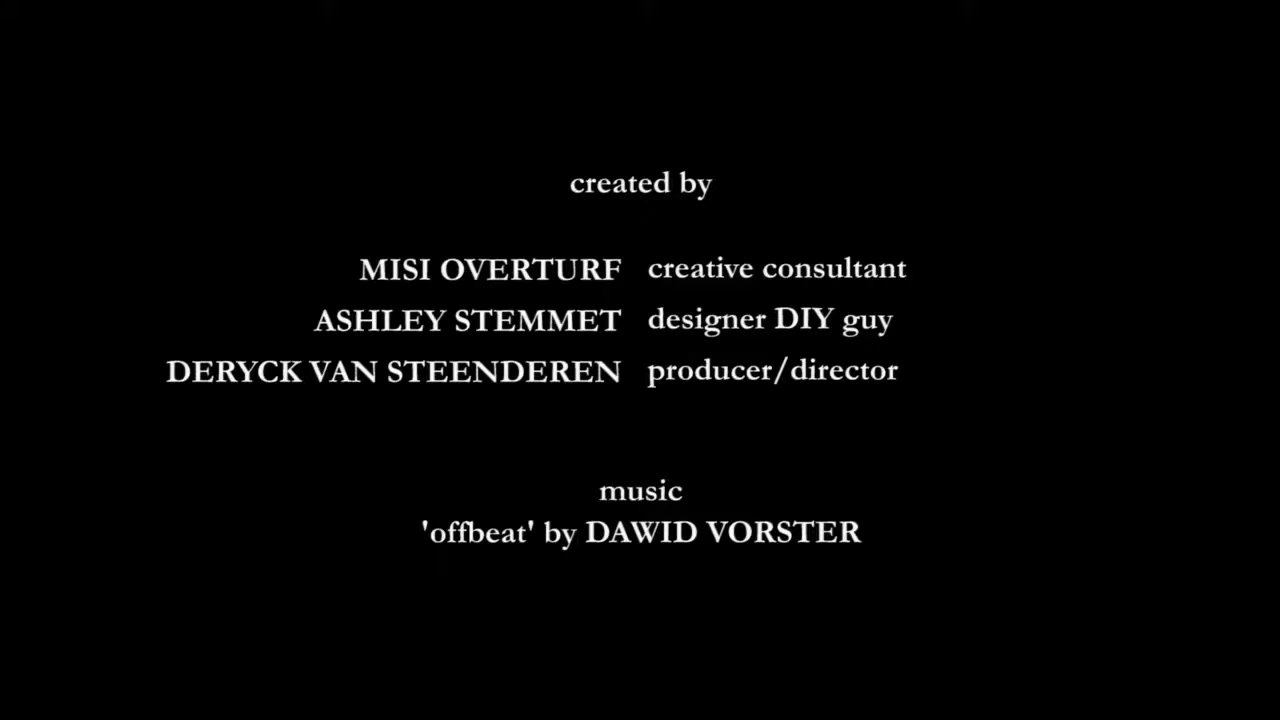 created by
MISI OVERTURF creative consultant
ASHLEY STEMMET designer DIY guy
DERYCK VAN STEENDEREN producer/director
music
'offbeat' by DAWID VORSTER